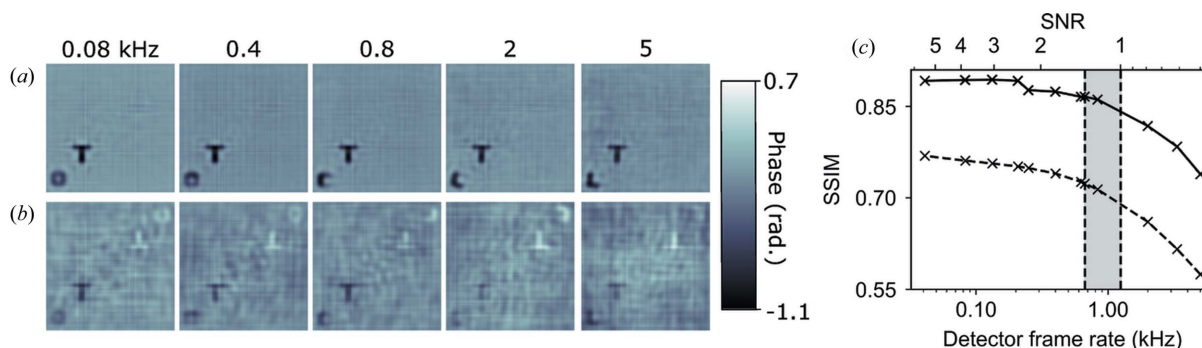 0.08 kHz 0.4 0.8 2 5
(a)
(b)
T T T T T
0.7
Phase (rad.)
-1.1
(c)
SNR
5 4 3 2 1
0.85
0.70
0.55
SSIM
0.10 1.00
Detector frame rate (kHz)